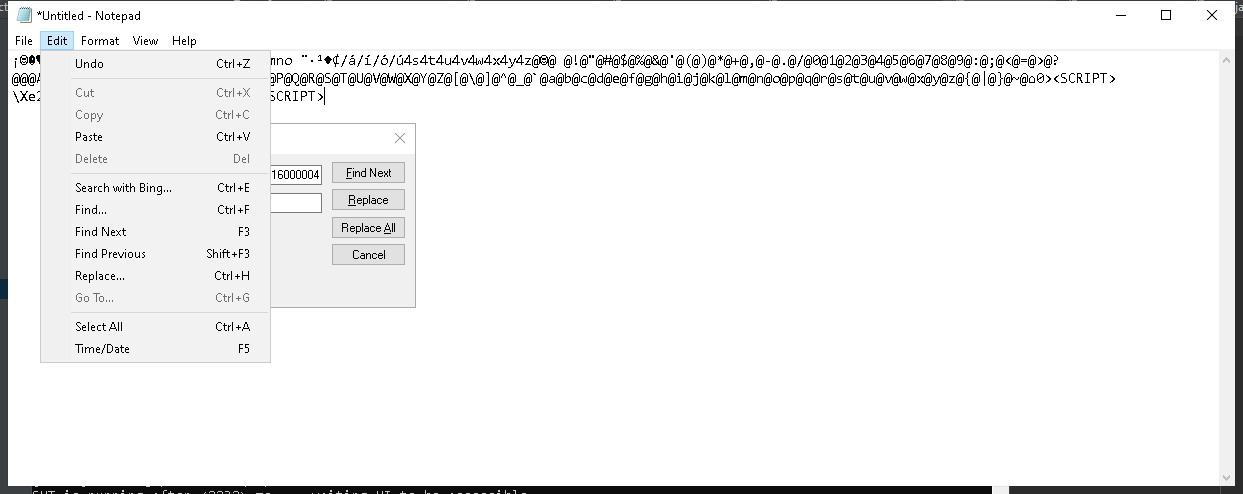 *Untitled - Notepad
File Edit Format View Help
Undo Ctrl+Z
Cut Ctrl+X
Copy Ctrl+C
Paste Ctrl+V
Delete Del
Search with Bing... Ctrl+E
Find... Ctrl+F
Find Next F3
Find Previous Shift+F3
Replace... Ctrl+H
Go To... Ctrl+G
Select All Ctrl+A
Time/Date F5
/á/í/ó/ú4s4t4u4v4w4x4y4z@ @!@"@#@$@%@&@'@(@)@*@+@,@-@.@/@0@1@2@3@4@5@6@7@8@9@:@;@<@=@>@?
@@@A
P@Q@R@S@T@U@V@W@X@Y@Z@[@\@]@^@_@`@a@b@c@d@e@f@g@h@i@j@k@l@m@n@o@p@q@r@s@t@u@v@w@x@y@z@{@|@}@~@⌂0><SCRIPT>
\Xe2
SCRIPT>
16000004
Find Next
Replace
Replace All
Cancel